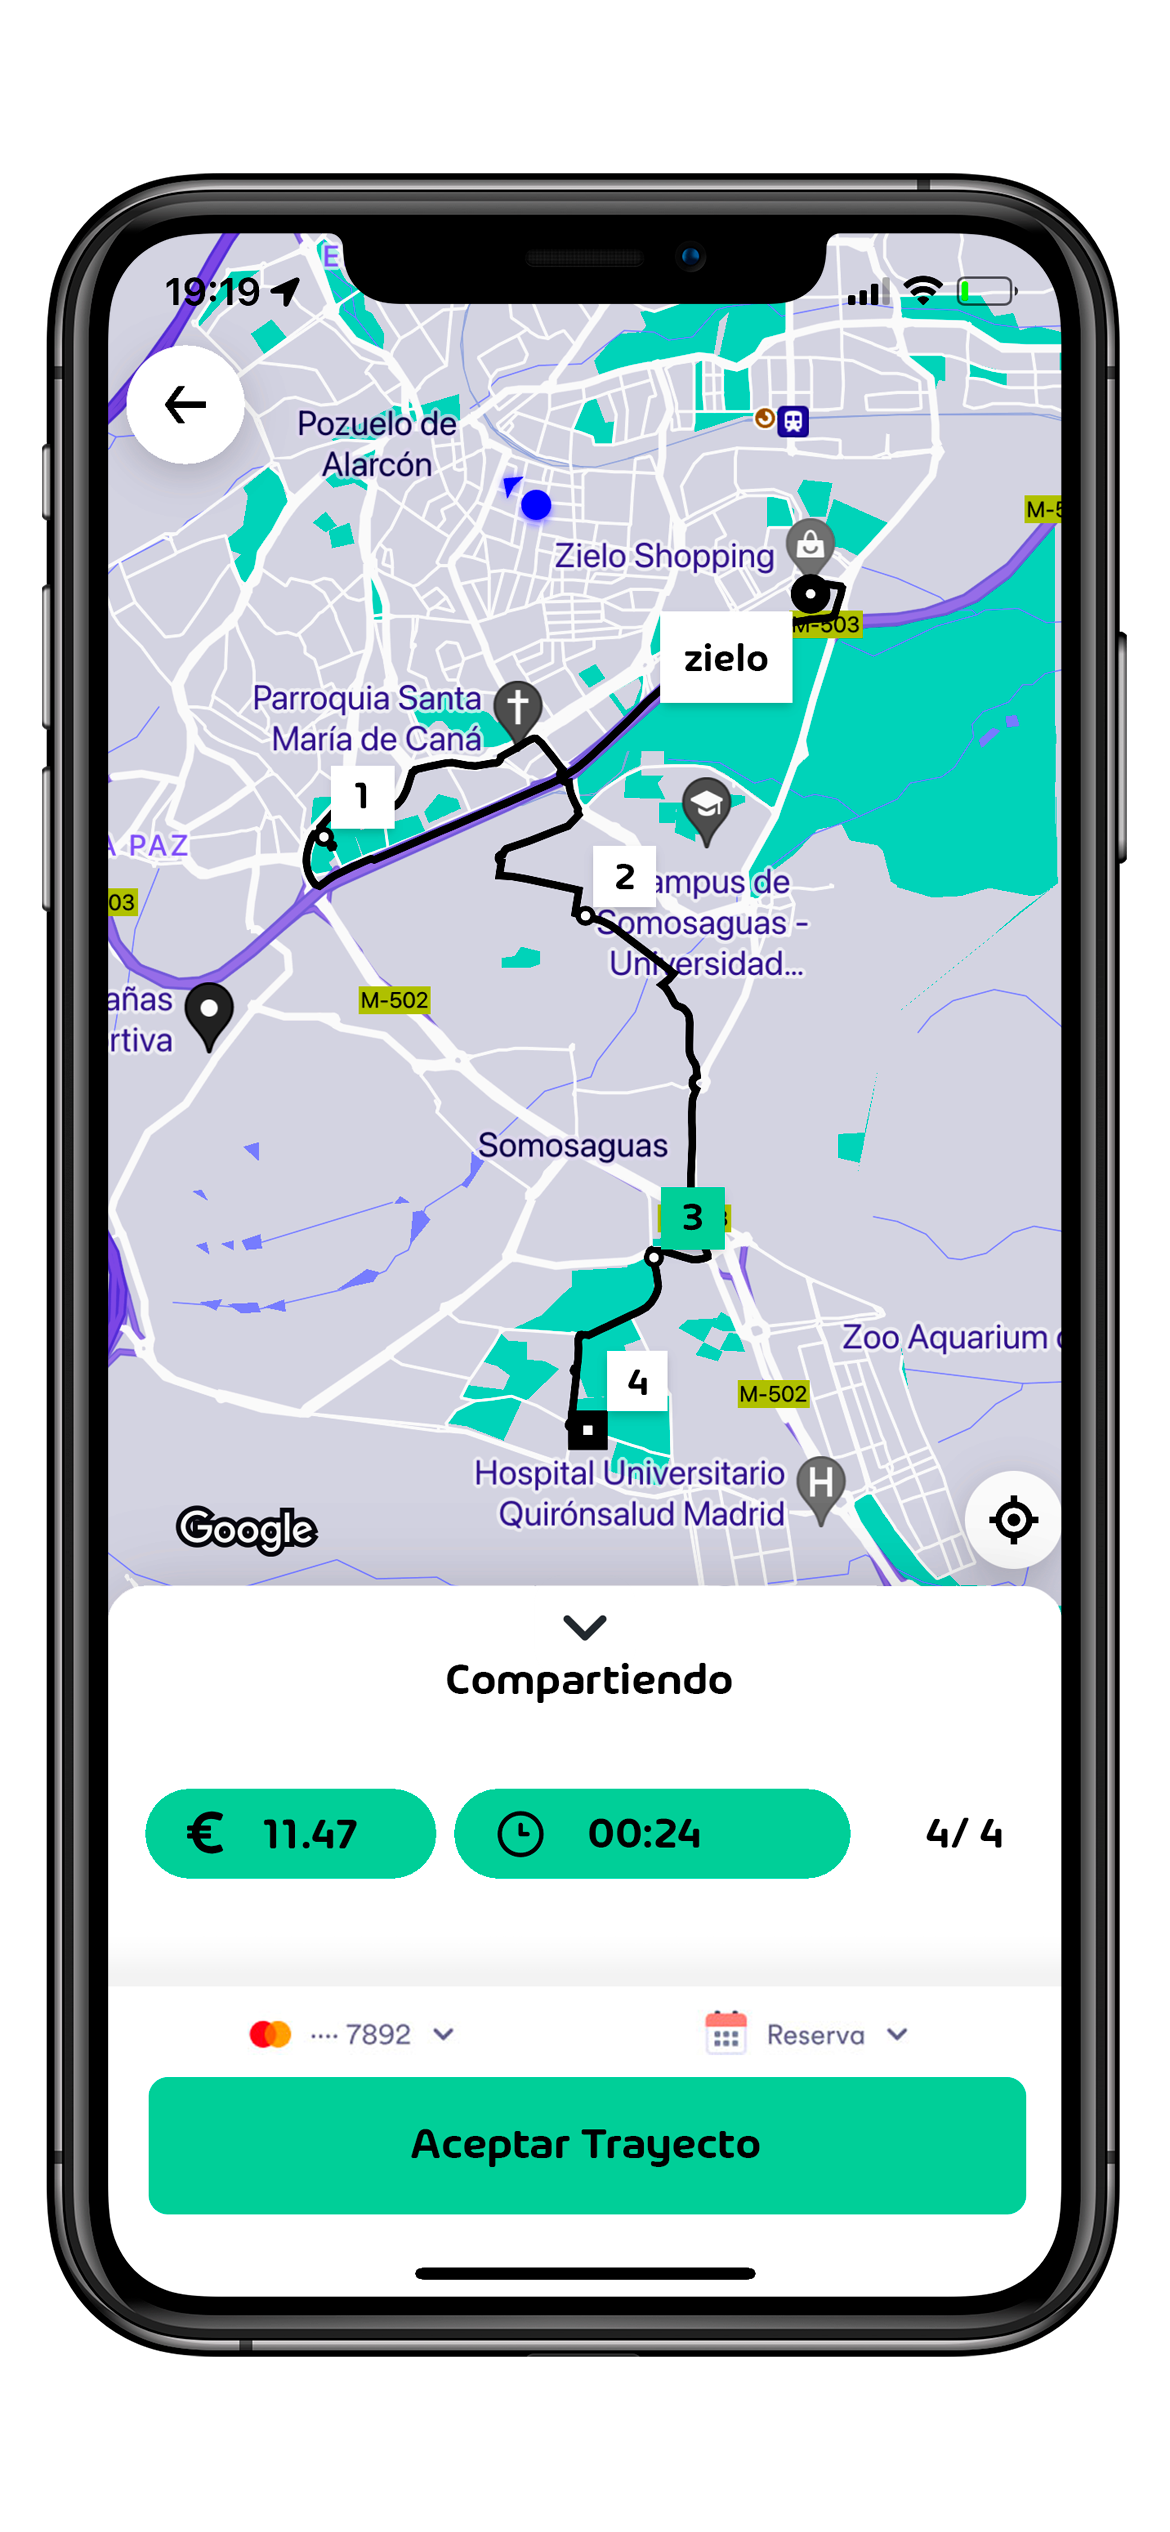 E
19:19
Pozuelo de
Alarcón
M-5
Zielo Shopping
M-503
zielo
Parroquia Santa
María de Caná
1
A PAZ
2
ampus de
Somosaguas -
Universidad...
03
M-502
añas
rtiva
Somosaguas
3
Zoo Aquarium
4
M-502
Hospital Universitario
Quirónsalud Madrid
H
Google
Compartiendo
€ 11.47
00:24
4/ 4
···· 7892
Reserva
Aceptar Trayecto